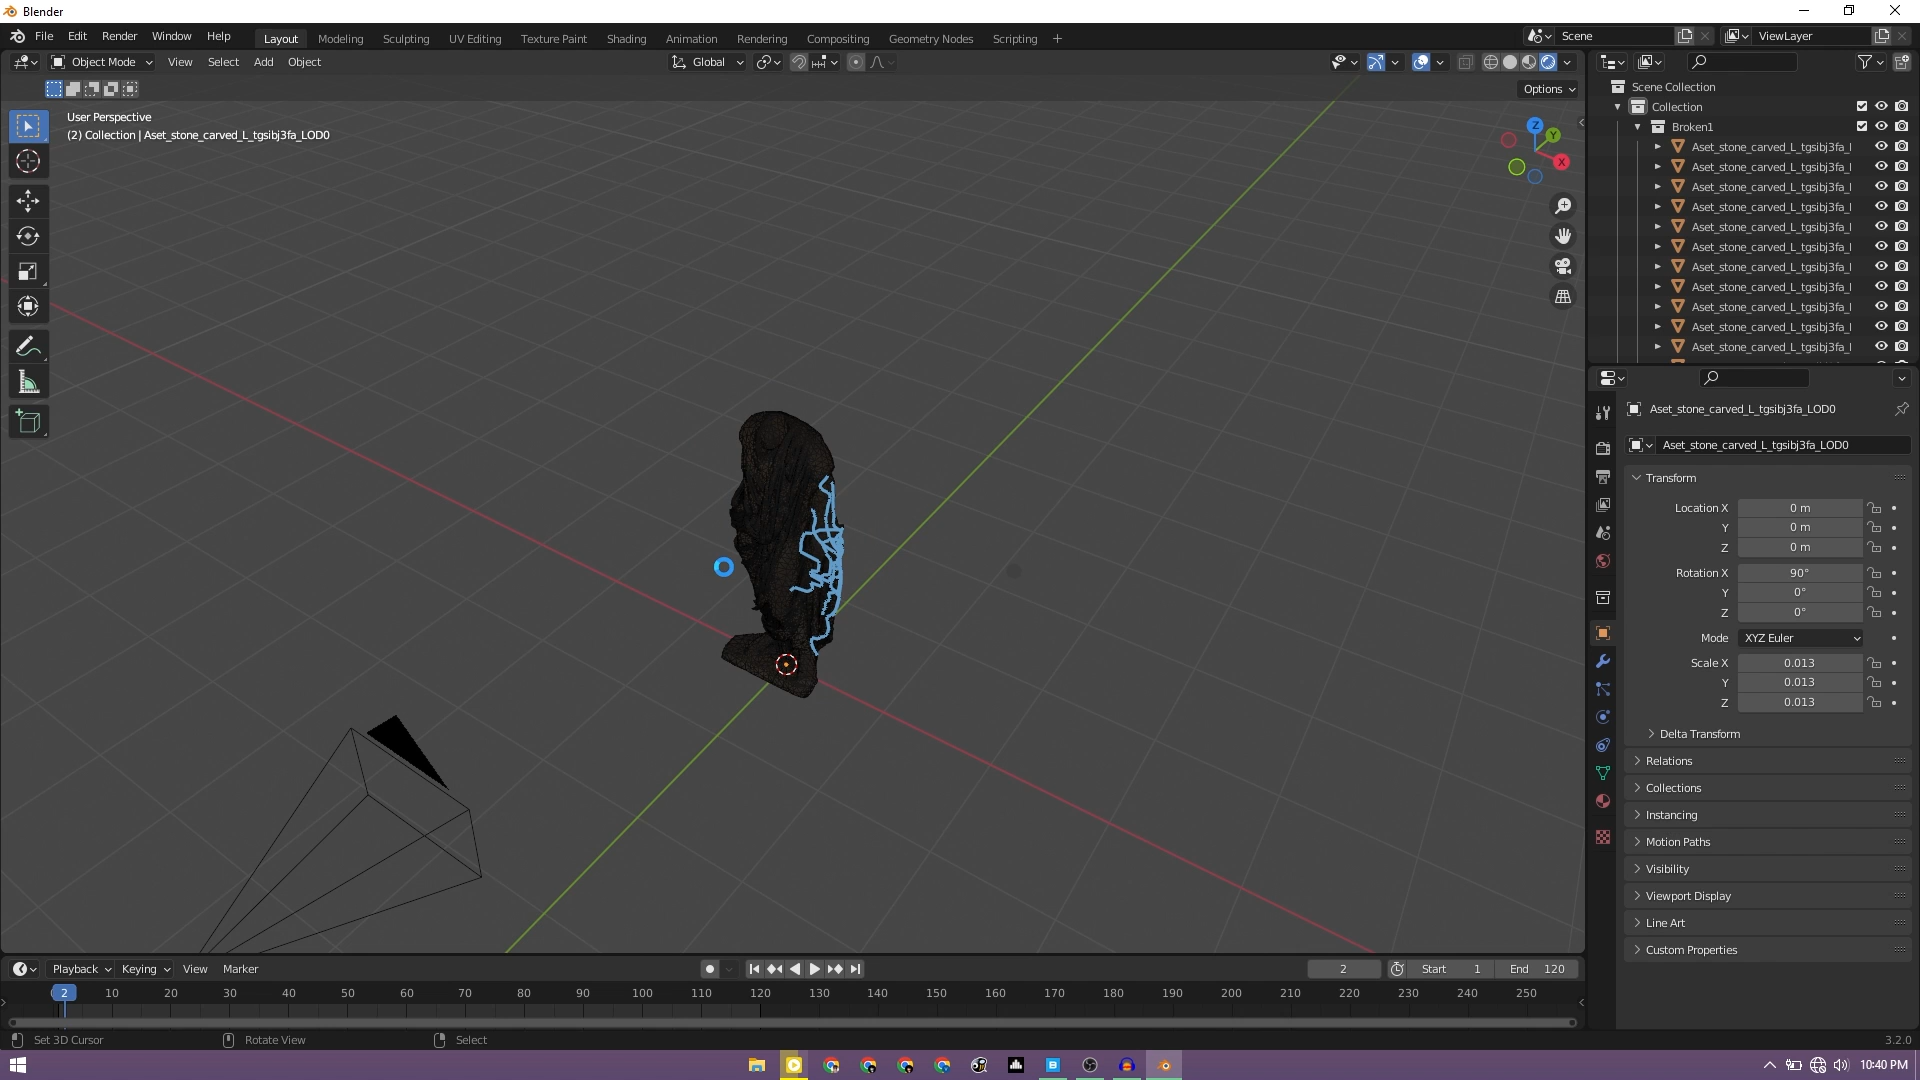 Blender
File Edit Render Window Help Layout Modeling Sculpting UV Editing Texture Paint Shading Animation Rendering Compositing Geometry Nodes Scripting + Scene ViewLayer
Object Mode View Select Add Object Global
Options
User Perspective
(2) Collection | Aset_stone_carved_L_tgsibj3fa_LOD0
Z
Y
X
Scene Collection
Collection
Broken1
Aset_stone_carved_L_tgsibj3fa_l
Aset_stone_carved_L_tgsibj3fa_l
Aset_stone_carved_L_tgsibj3fa_l
Aset_stone_carved_L_tgsibj3fa_l
Aset_stone_carved_L_tgsibj3fa_l
Aset_stone_carved_L_tgsibj3fa_l
Aset_stone_carved_L_tgsibj3fa_l
Aset_stone_carved_L_tgsibj3fa_l
Aset_stone_carved_L_tgsibj3fa_l
Aset_stone_carved_L_tgsibj3fa_l
Aset_stone_carved_L_tgsibj3fa_l
Aset_stone_carved_L_tgsibj3fa_LOD0
Aset_stone_carved_L_tgsibj3fa_LOD0
Transform
Location X 0 m
Y 0 m
Z 0 m
Rotation X 90°
Y 0°
Z 0°
Mode XYZ Euler
Scale X 0.013
Y 0.013
Z 0.013
Delta Transform
Relations
Collections
Instancing
Motion Paths
Visibility
Viewport Display
Line Art
Custom Properties
Playback Keying View Marker 2 Start 1 End 120
2 10 20 30 40 50 60 70 80 90 100 110 120 130 140 150 160 170 180 190 200 210 220 230 240 250
Set 3D Cursor Rotate View Select 3.2.0
10:40 PM